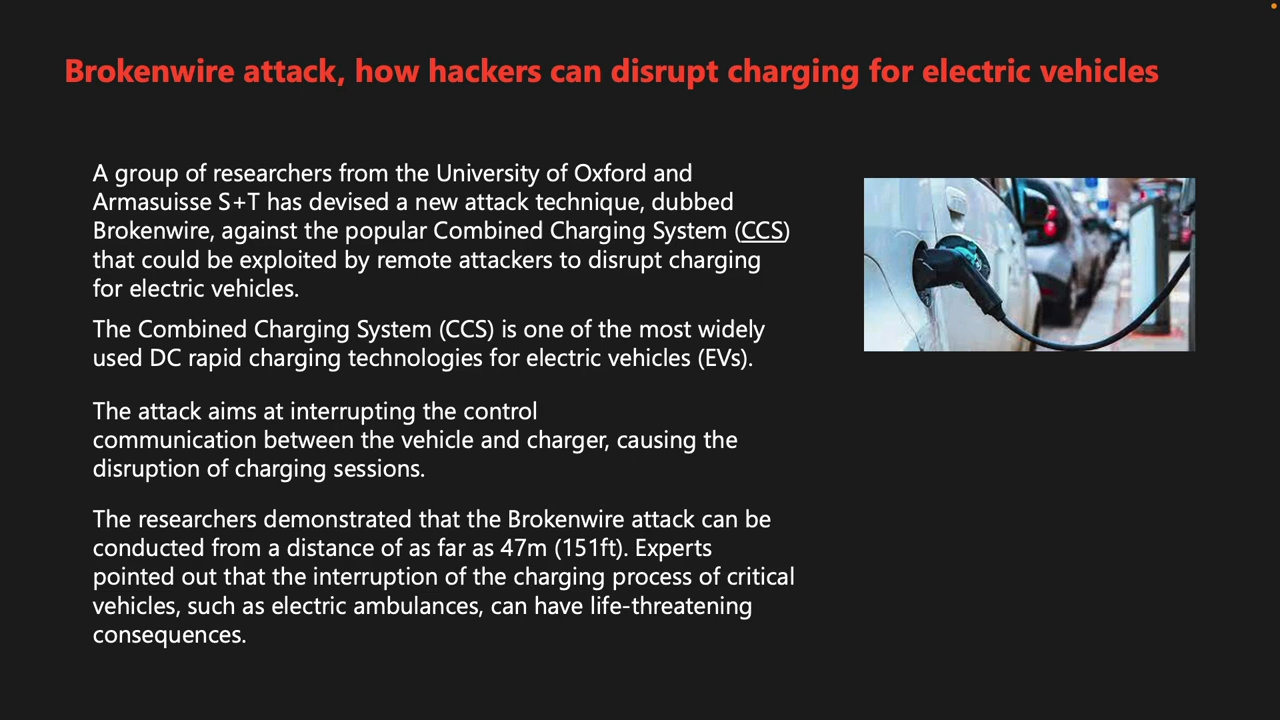 Brokenwire attack, how hackers can disrupt charging for electric vehicles
A group of researchers from the University of Oxford and
Armasuisse S+T has devised a new attack technique, dubbed
Brokenwire, against the popular Combined Charging System (CCS)
that could be exploited by remote attackers to disrupt charging
for electric vehicles.
The Combined Charging System (CCS) is one of the most widely
used DC rapid charging technologies for electric vehicles (EVs).
The attack aims at interrupting the control
communication between the vehicle and charger, causing the
disruption of charging sessions.
The researchers demonstrated that the Brokenwire attack can be
conducted from a distance of as far as 47m (151ft). Experts
pointed out that the interruption of the charging process of critical
vehicles, such as electric ambulances, can have life-threatening
consequences.